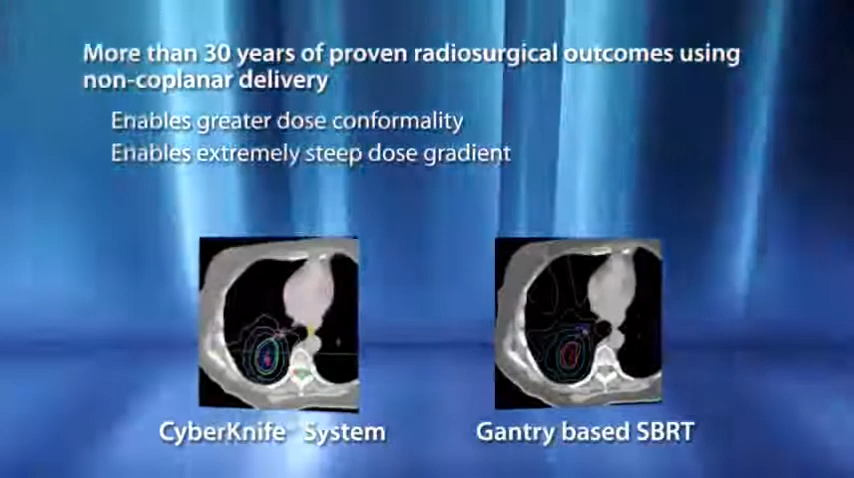 More than 30 years of proven radiosurgical outcomes using
non-coplanar delivery
Enables greater dose conformality
Enables extremely steep dose gradient
CyberKnife System
Gantry based SBRT